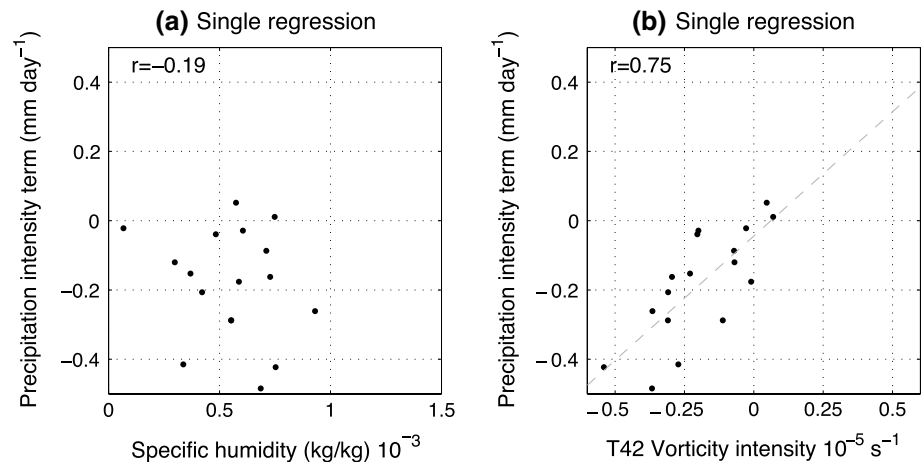 (a) Single regression
Precipitation intensity term (mm day⁻¹)
r=−0.19
0.4
0.2
0
−0.2
−0.4
0
0.5
1
1.5
Specific humidity (kg/kg) 10⁻³
(b) Single regression
Precipitation intensity term (mm day⁻¹)
r=0.75
0.4
0.2
0
−0.2
−0.4
−0.5
−0.25
0
0.25
0.5
T42 Vorticity intensity 10⁻⁵ s⁻¹